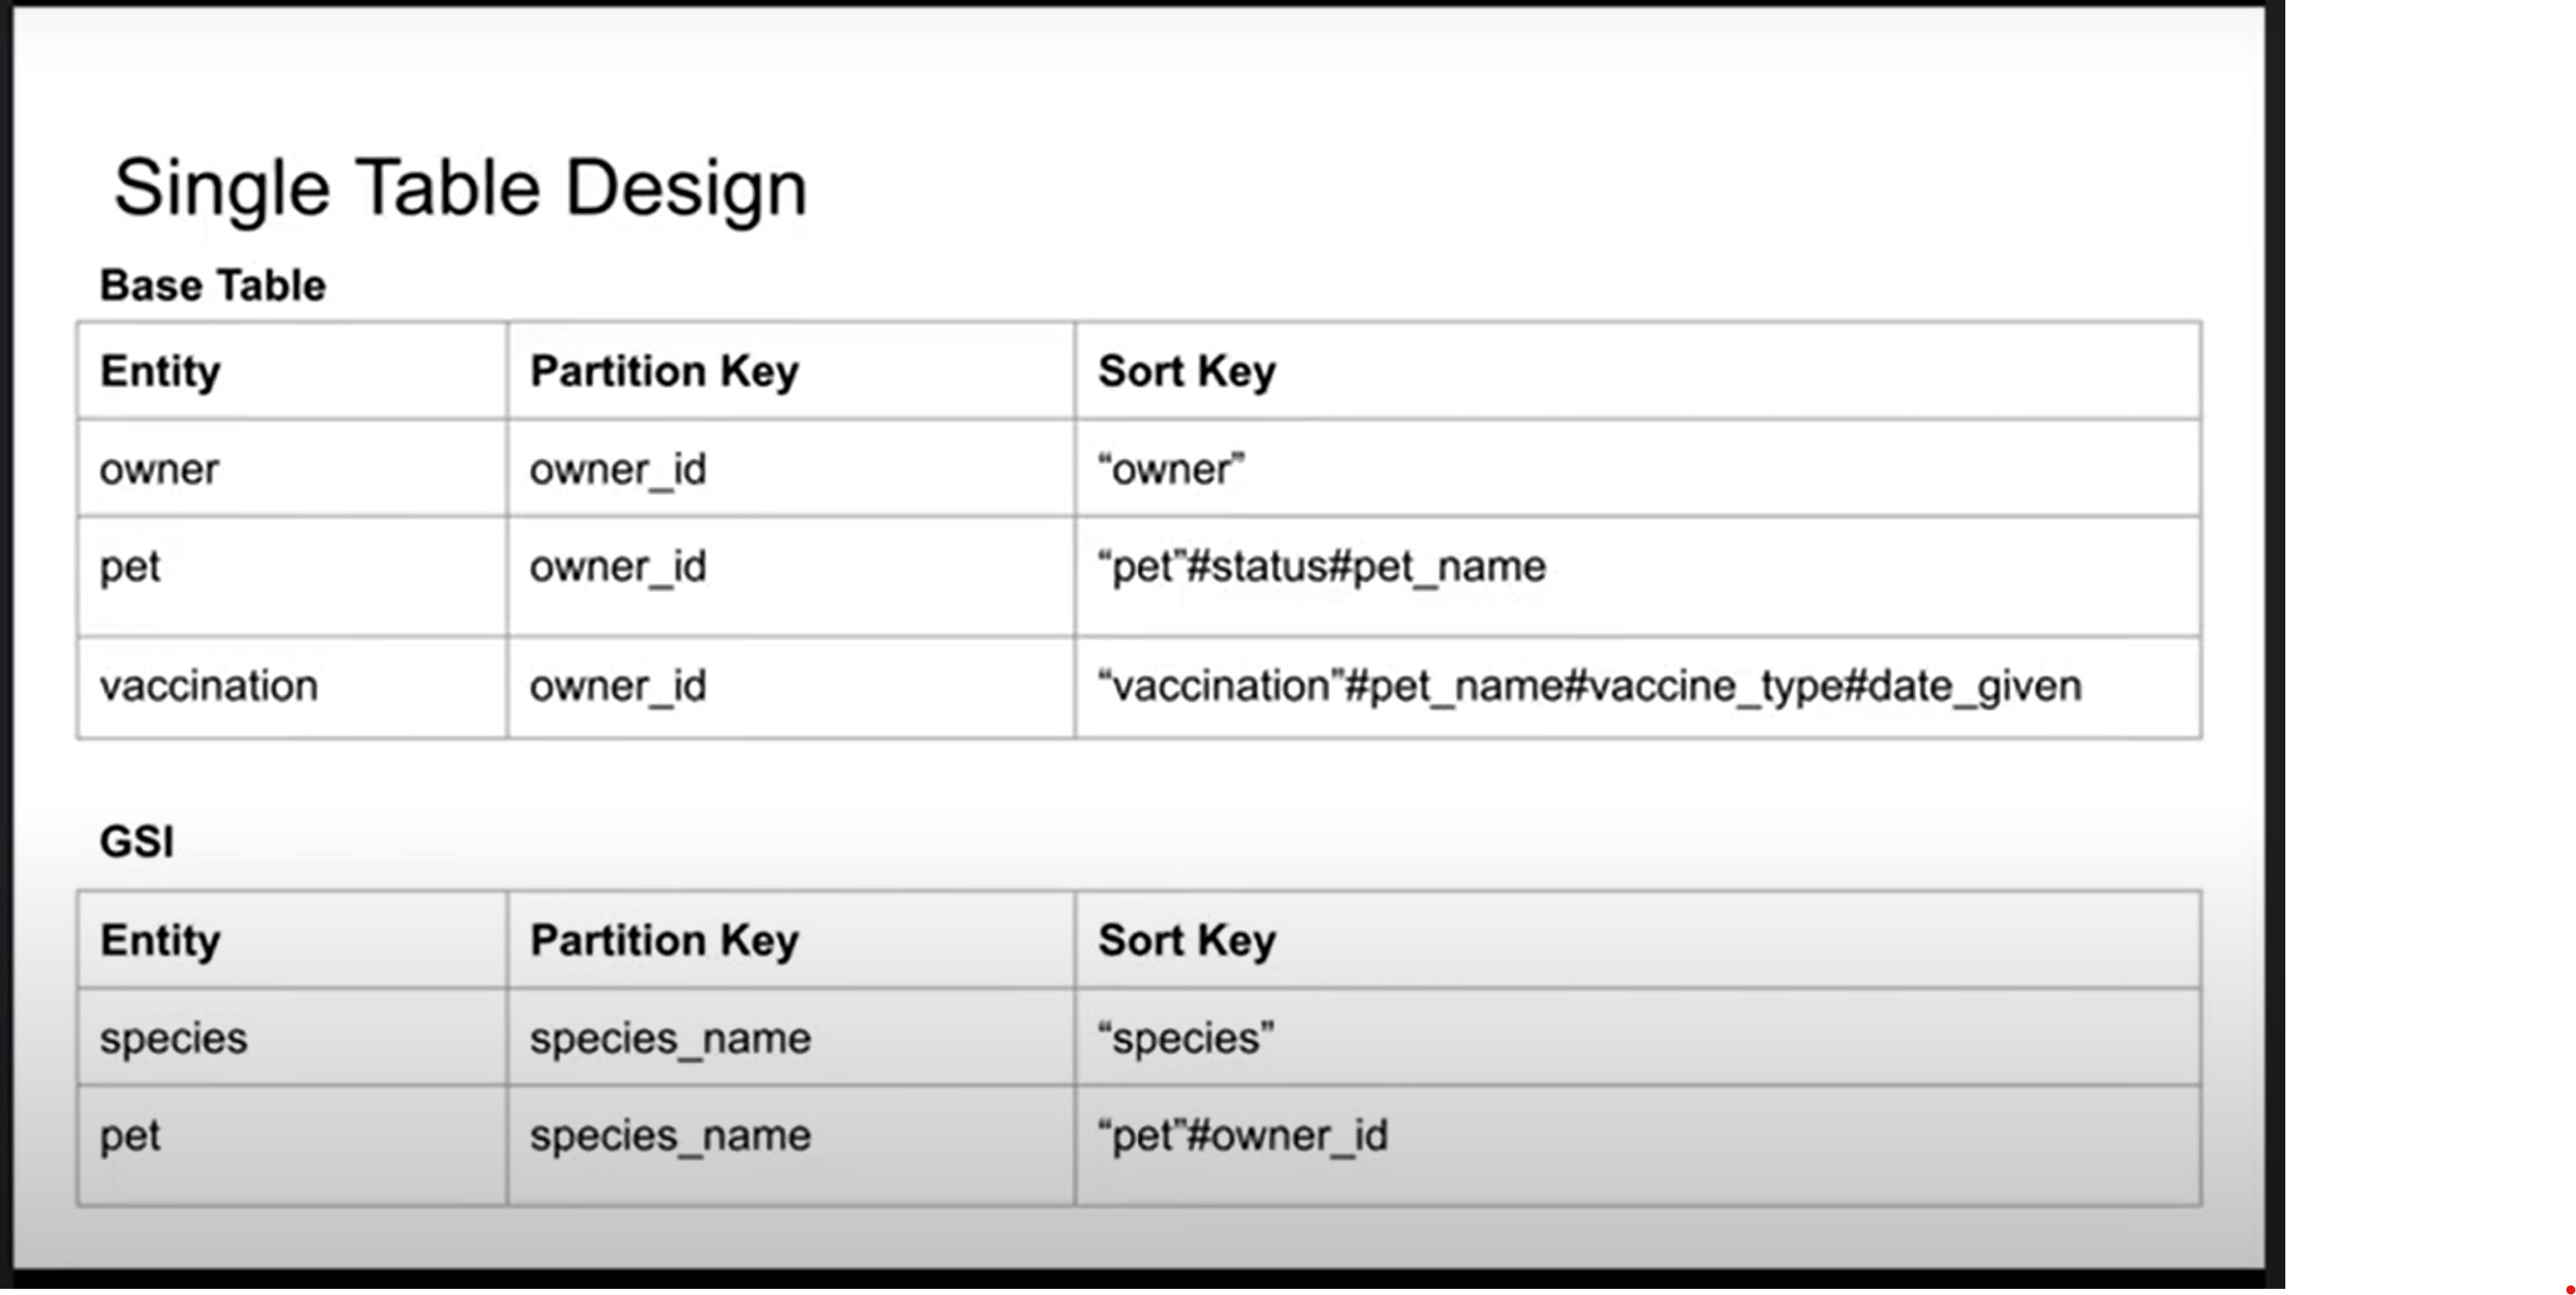 Single Table Design
Base Table
Entity Partition Key Sort Key
owner owner_id “owner”
pet owner_id “pet”#status#pet_name
vaccination owner_id “vaccination”#pet_name#vaccine_type#date_given
GSI
Entity Partition Key Sort Key
species species_name “species”
pet species_name “pet”#owner_id